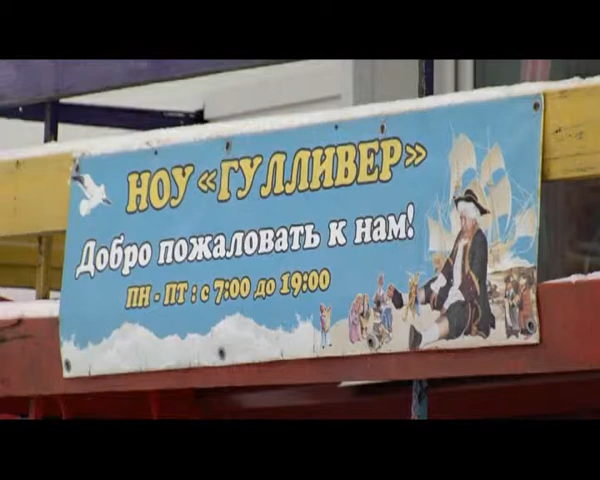 НОУ «ГУЛЛИВЕР»
Добро пожаловать к нам!
ПН - ПТ : с 7:00 до 19:00